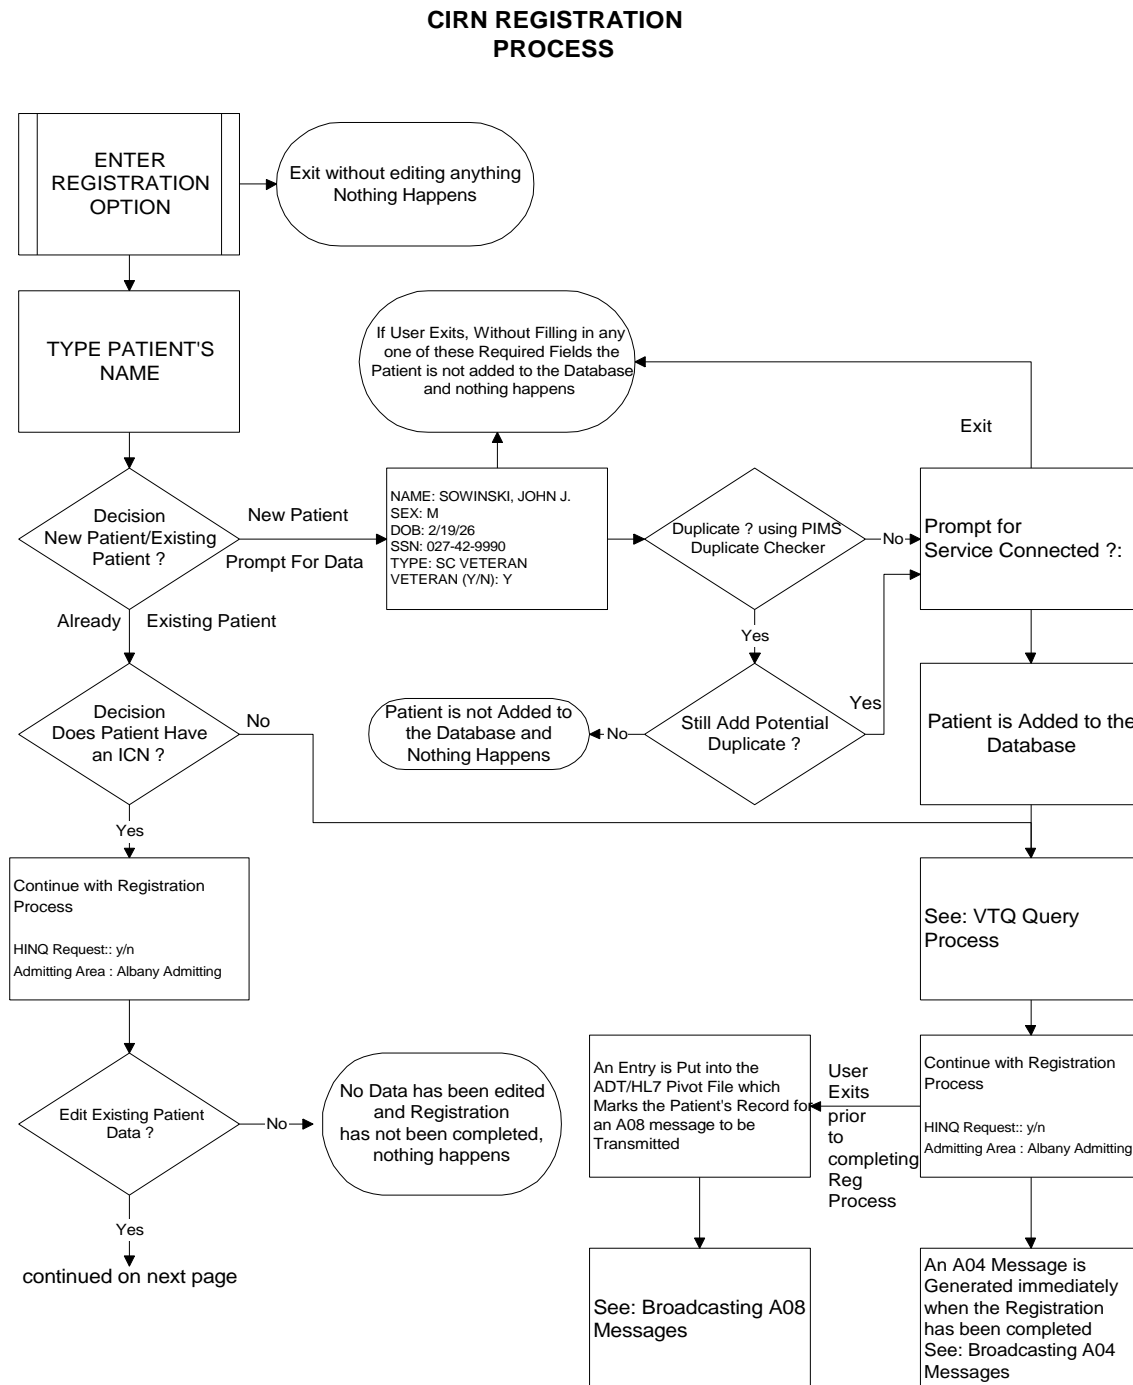 CIRN REGISTRATION
PROCESS
ENTER
REGISTRATION
OPTION
Exit without editing anything
Nothing Happens
TYPE PATIENT'S
NAME
If User Exits, Without Filling in any
one of these Required Fields the
Patient is not added to the Database
and nothing happens
Exit
Decision
New Patient/Existing
Patient ?
New Patient
Prompt For Data
NAME: SOWINSKI, JOHN J.
SEX: M
DOB: 2/19/26
SSN: 027-42-9990
TYPE: SC VETERAN
VETERAN (Y/N): Y
Duplicate ? using PIMS
Duplicate Checker
No
Prompt for
Service Connected ?:
Already
Existing Patient
Yes
Decision
Does Patient Have
an ICN ?
No
Patient is not Added to
the Database and
Nothing Happens
No
Still Add Potential
Duplicate ?
Yes
Patient is Added to the
Database
Yes
Continue with Registration
Process
HINQ Request:: y/n
Admitting Area : Albany Admitting
See: VTQ Query
Process
Edit Existing Patient
Data ?
No
No Data has been edited
and Registration
has not been completed,
nothing happens
An Entry is Put into the
ADT/HL7 Pivot File which
Marks the Patient's Record for
an A08 message to be
Transmitted
User
Exits
prior
to
completing
Reg
Process
Continue with Registration
Process
HINQ Request:: y/n
Admitting Area : Albany Admitting
Yes
continued on next page
See: Broadcasting A08
Messages
An A04 Message is
Generated immediately
when the Registration
has been completed
See: Broadcasting A04
Messages